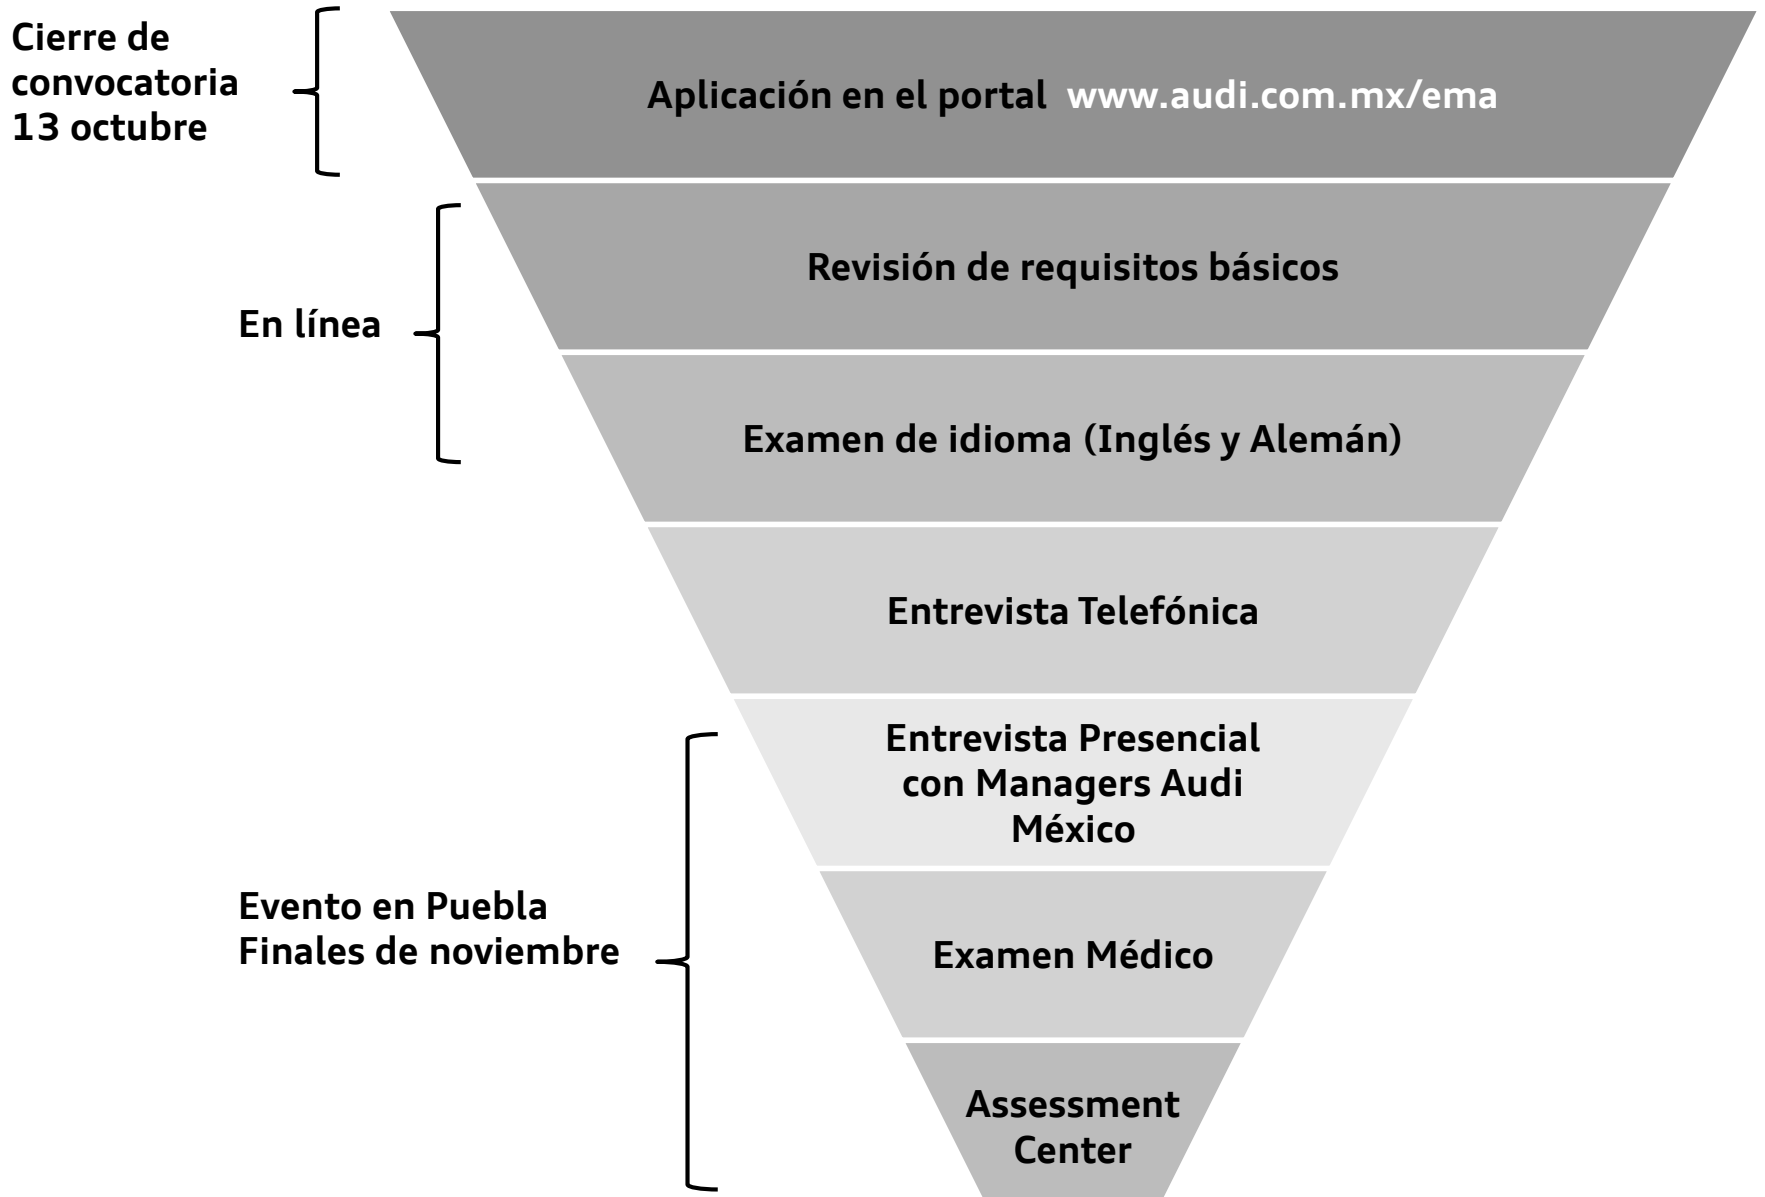 Cierre de
convocatoria
13 octubre
Aplicación en el portal www.audi.com.mx/ema
Revisión de requisitos básicos
En línea
Examen de idioma (Inglés y Alemán)
Entrevista Telefónica
Entrevista Presencial
con Managers Audi
México
Evento en Puebla
Finales de noviembre
Examen Médico
Assessment
Center